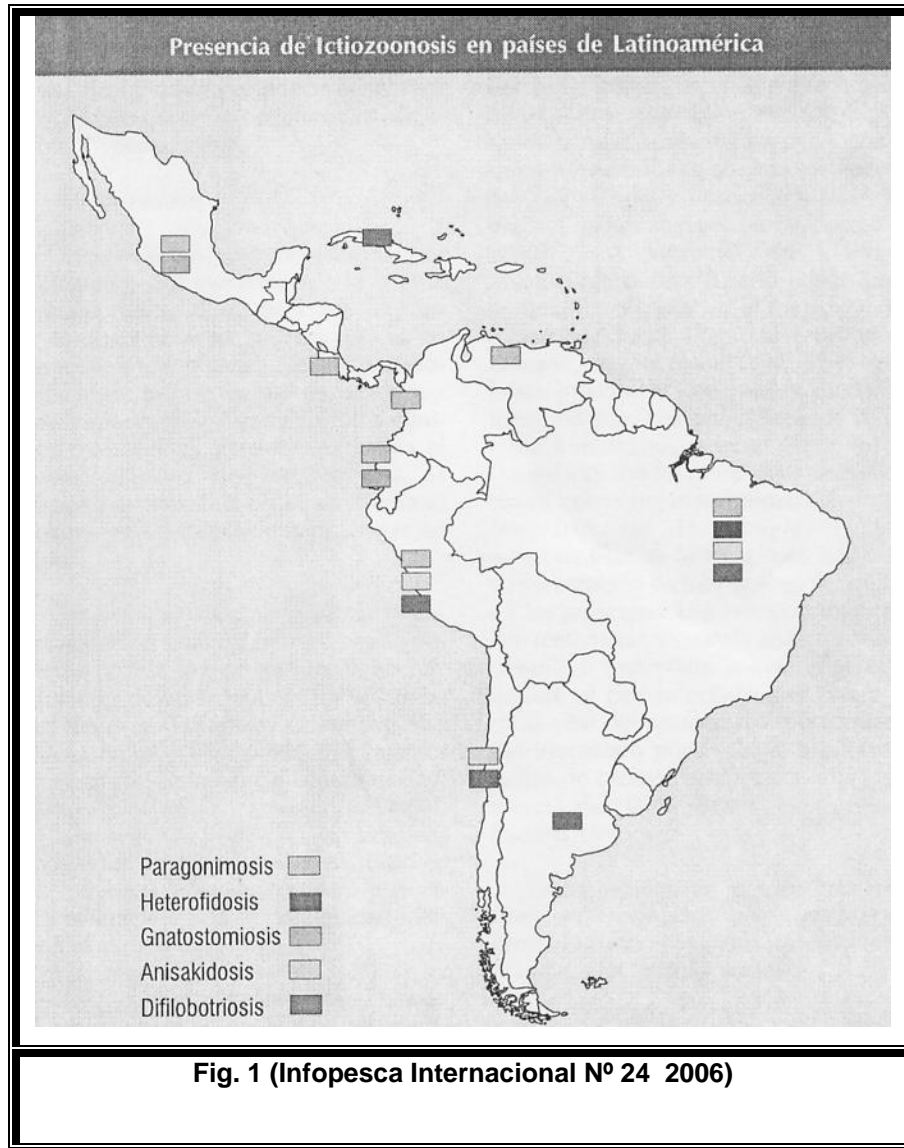 Presencia de Ictiozoonosis en países de Latinoamérica
Paragonimosis
Heterofidosis
Gnatostomiosis
Anisakidosis
Difilobotriosis
Fig. 1 (Infopesca Internacional Nº 24 2006)